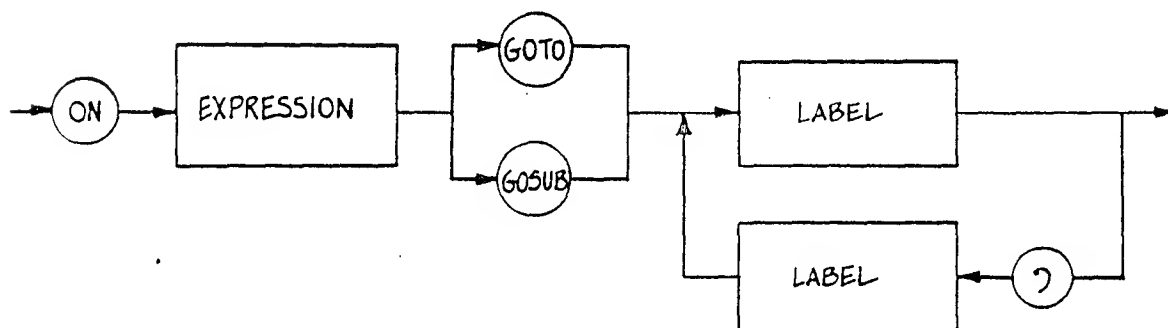 ON
EXPRESSION
GOTO
GOSUB
LABEL
LABEL
,